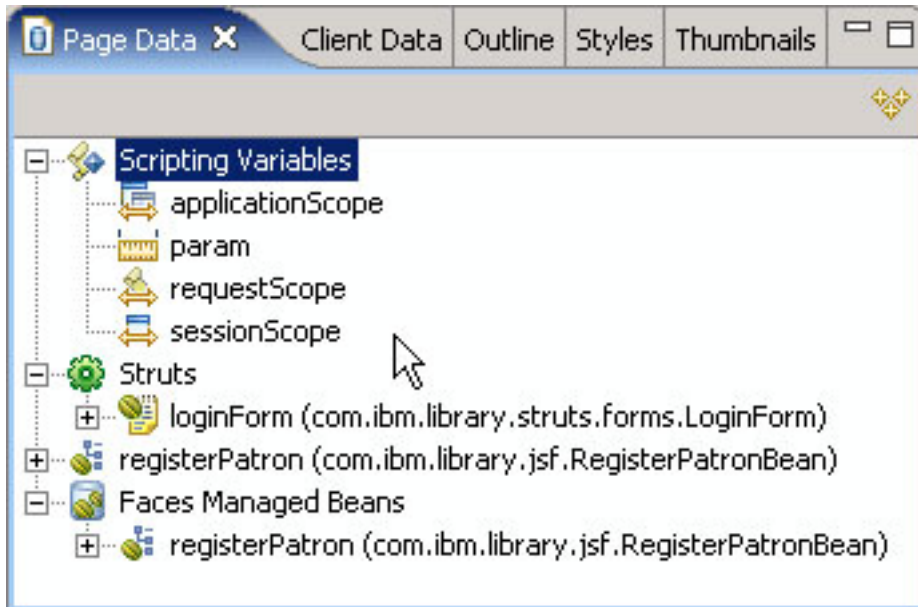 Page Data Client Data Outline Styles Thumbnails
Scripting Variables
applicationScope
param
requestScope
sessionScope
Struts
loginForm (com.ibm.library.struts.forms.LoginForm)
registerPatron (com.ibm.library.jsf.RegisterPatronBean)
Faces Managed Beans
registerPatron (com.ibm.library.jsf.RegisterPatronBean)